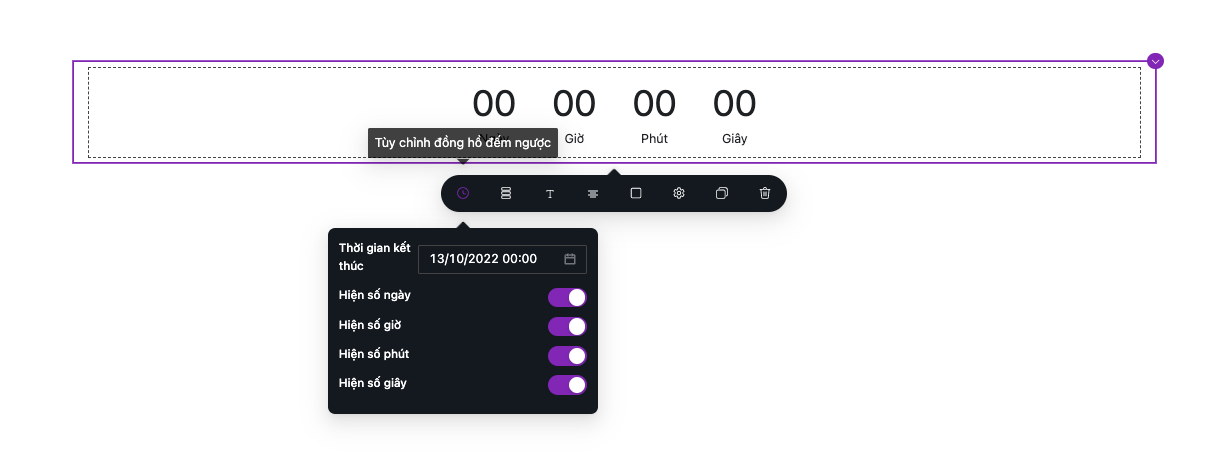 00 00 00 00
Giờ Phút Giây
Tùy chỉnh đồng hồ đếm ngược
T
Thời gian kết
thúc
13/10/2022 00:00
Hiện số ngày
Hiện số giờ
Hiện số phút
Hiện số giây